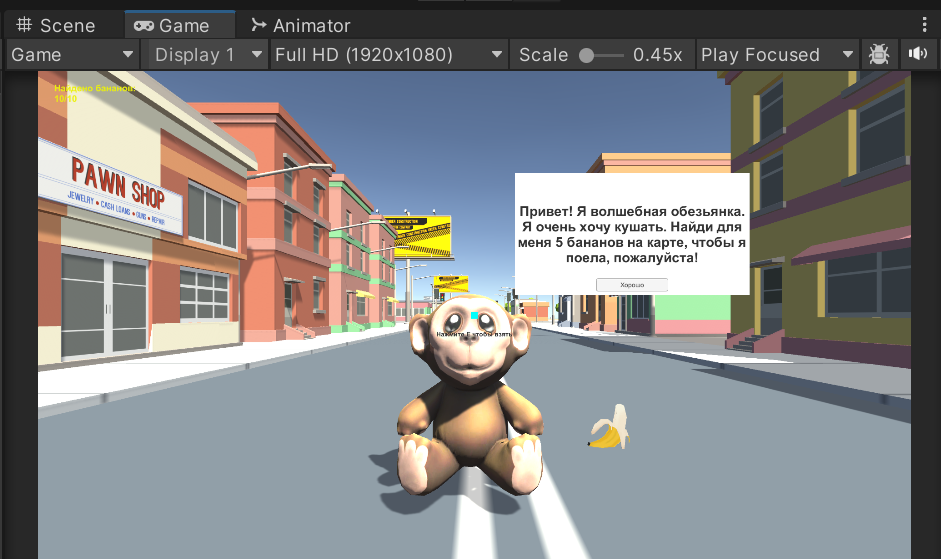 Scene
Game
Animator
Game
Display 1
Full HD (1920x1080)
Scale
0.45x
Play Focused
Найдено бананов:
10/10
PAWN SHOP
JEWELRY • CASH LOANS • GUNS • REPAIR
Привет! Я волшебная обезьянка.
Я очень хочу кушать. Найди для
меня 5 бананов на карте, чтобы я
поела, пожалуйста!
Хорошо
Нажмите E чтобы взять